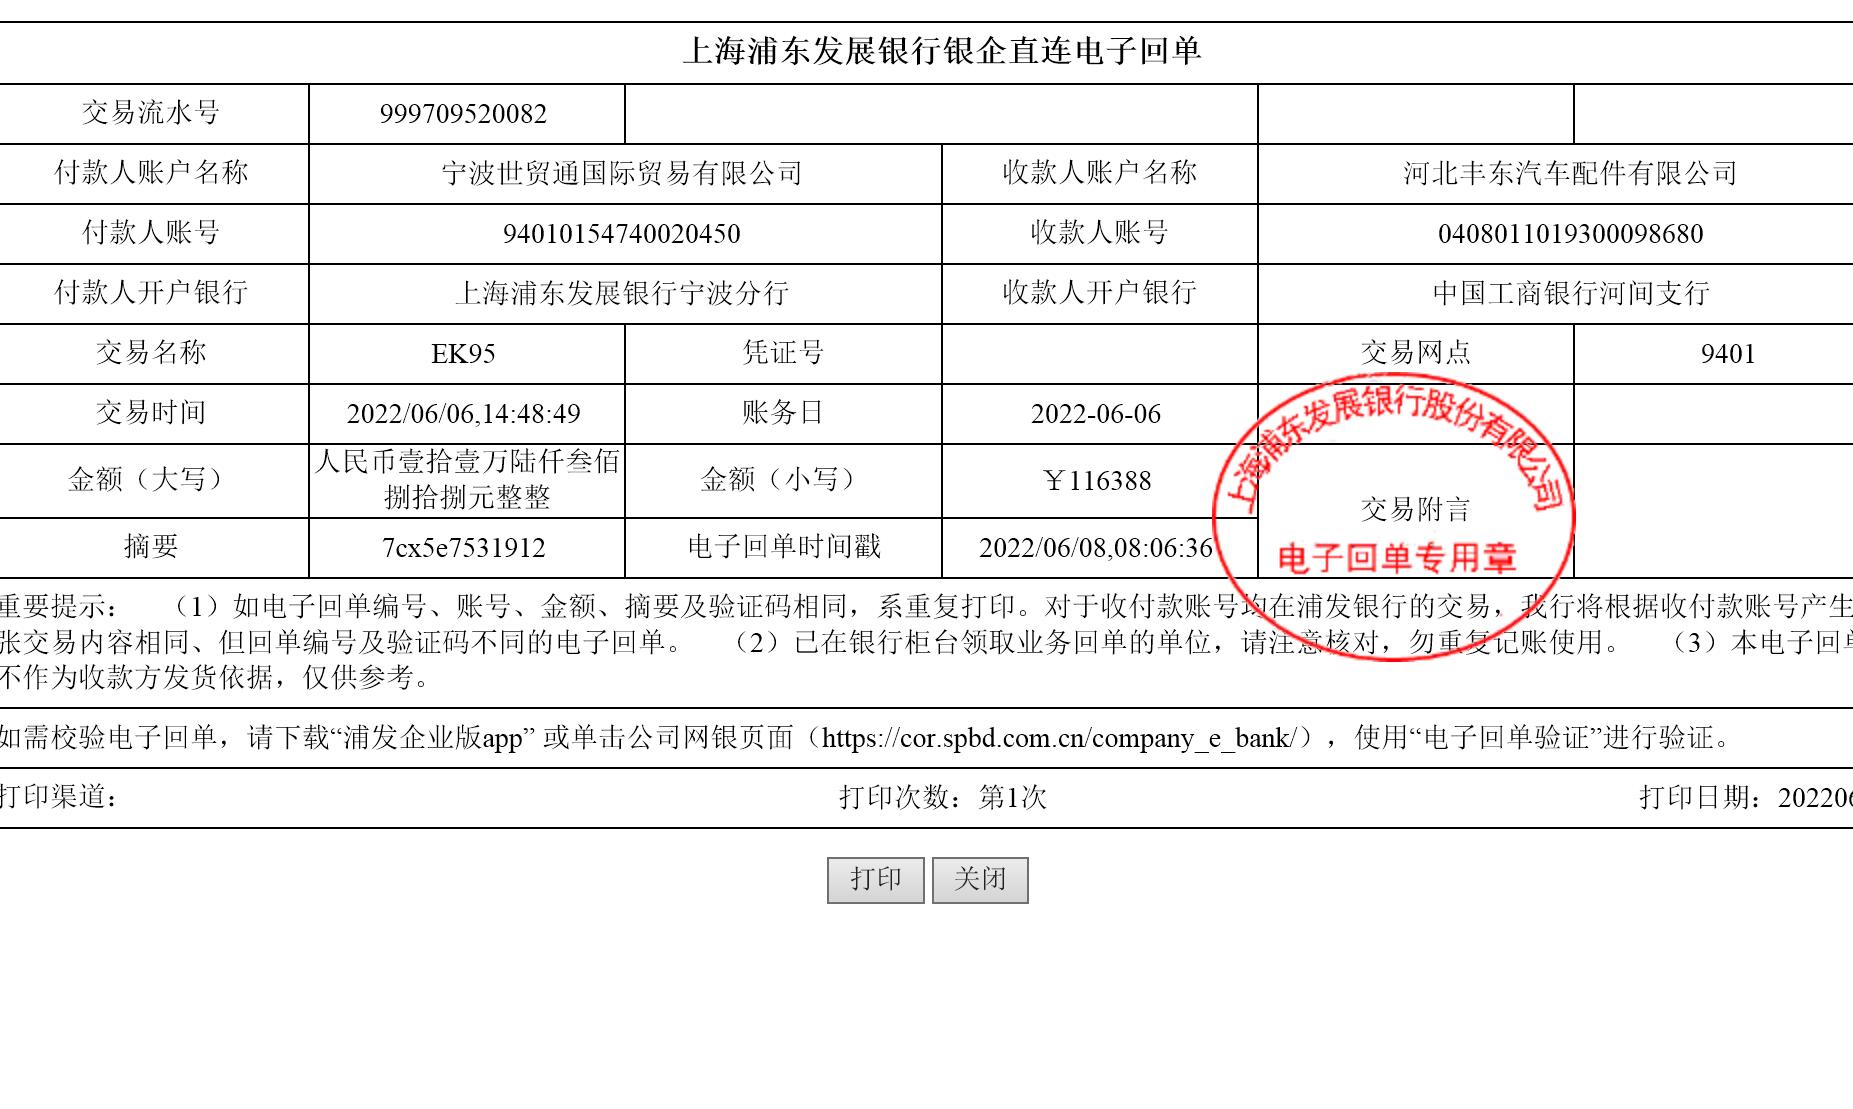 上海浦东发展银行银企直连电子回单
交易流水号 999709520082
付款人账户名称 宁波世贸通国际贸易有限公司 收款人账户名称 河北丰东汽车配件有限公司
付款人账号 94010154740020450 收款人账号 0408011019300098680
付款人开户银行 上海浦东发展银行宁波分行 收款人开户银行 中国工商银行河间支行
交易名称 EK95 凭证号 交易网点 9401
交易时间 2022/06/06,14:48:49 账务日 2022-06-06
上海浦东发展银行股份有限公司
金额（大写） 人民币壹拾壹万陆仟叁佰
捌拾捌元整整 金额（小写） ￥116388
交易附言
摘要 7cx5e7531912 电子回单时间戳 2022/06/08,08:06:36
电子回单专用章
重要提示： （1）如电子回单编号、账号、金额、摘要及验证码相同，系重复打印。对于收付款账号均在浦发银行的交易，我行将根据收付款账号产生
张交易内容相同、但回单编号及验证码不同的电子回单。 （2）已在银行柜台领取业务回单的单位，请注意核对，勿重复记账使用。 （3）本电子回单
不作为收款方发货依据，仅供参考。
如需校验电子回单，请下载“浦发企业版app” 或单击公司网银页面（https://cor.spbd.com.cn/company_e_bank/），使用“电子回单验证”进行验证。
打印渠道： 打印次数：第1次 打印日期：202206
打印 关闭